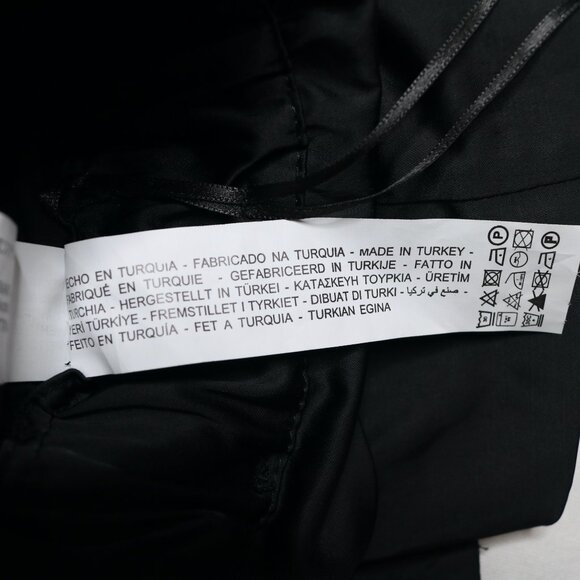 ECHO EN TURQUIA - FABRICADO NA TURQUIA - MADE IN TURKEY -
FABRIQUÉ EN TURQUIE - GEFABRICEERD IN TURKIJE - FATTO IN
TURCHIA - HERGESTELLT IN TÜRKEI - ΚΑΤΑΣΚΕΥΗ ΤΟΥΡΚΙΑ - ÜRETİM
YERİ TÜRKİYE - FREMSTILLET I TYRKIET - DIBUAT DI TURKI - صنع في تركيا -
FEITO EN TURQUÍA - FET A TURQUIA - TURKIAN EGINA